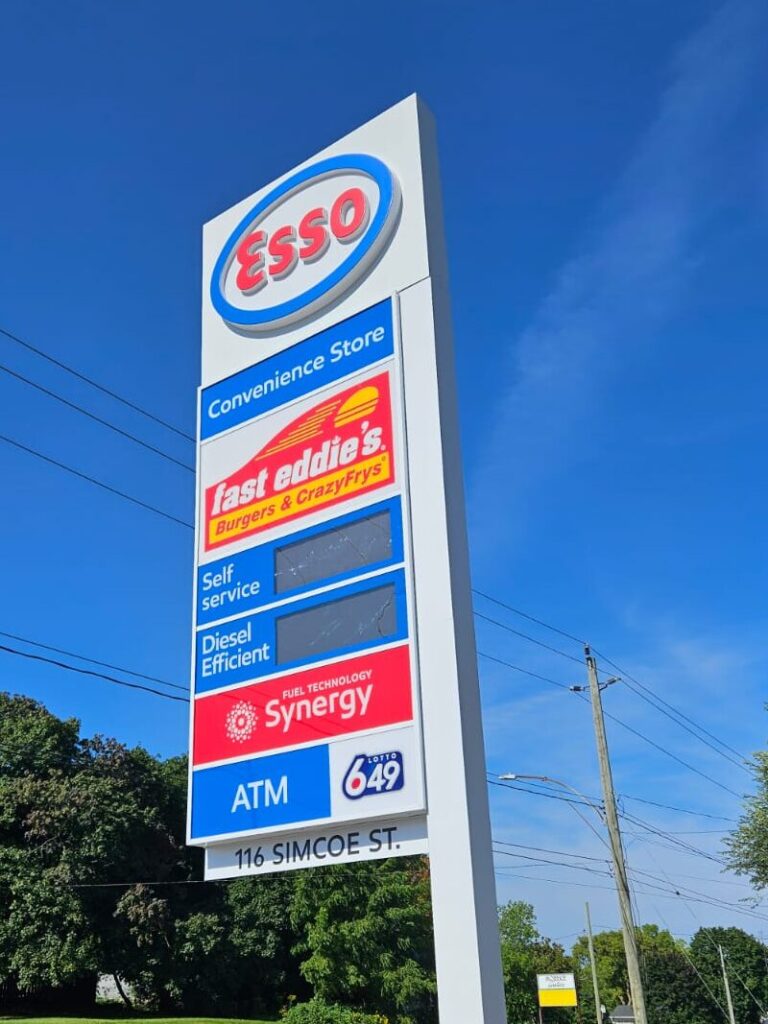 Esso
Convenience Store
fast eddie's.
Burgers & CrazyFrys
Self
service
Diesel
Efficient
FUEL TECHNOLOGY
Synergy
ATM
LOTTO
649
116 SIMCOE ST.